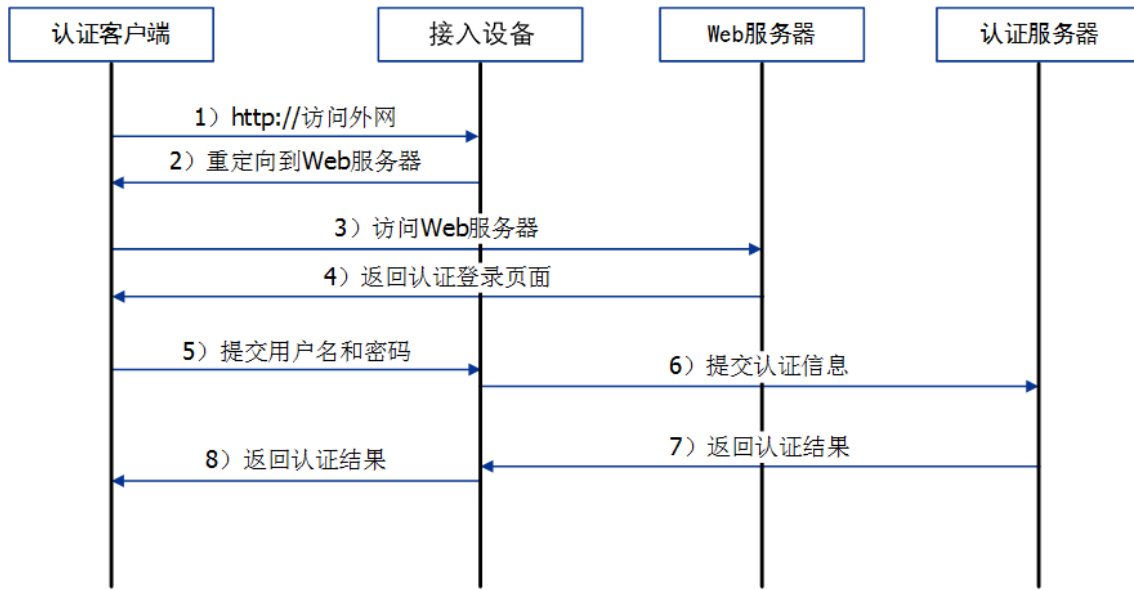 认证客户端
接入设备
Web服务器
认证服务器
1）http://访问外网
2）重定向到Web服务器
3）访问Web服务器
4）返回认证登录页面
5）提交用户名和密码
6）提交认证信息
7）返回认证结果
8）返回认证结果